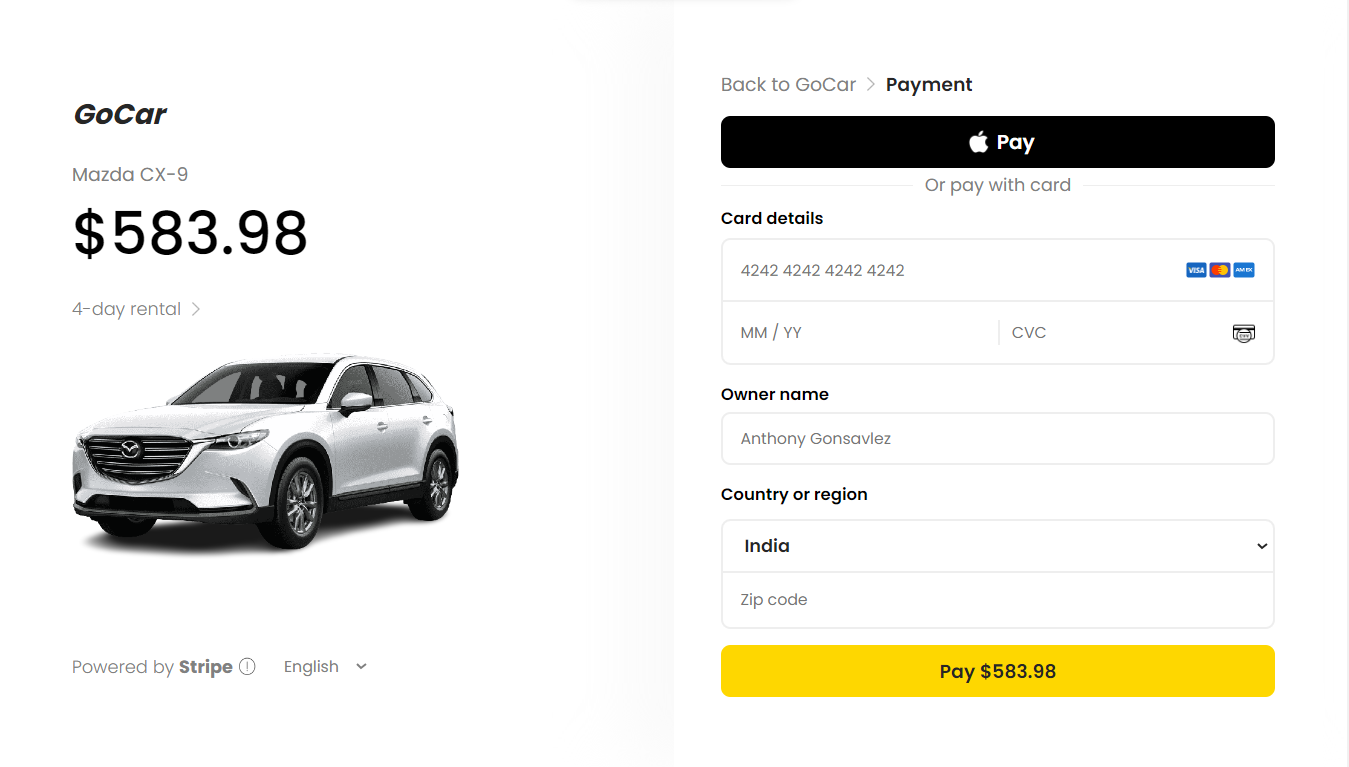 GoCar
Mazda CX-9
$583.98
4-day rental
Powered by Stripe
English
Back to GoCar
Payment
Pay
Or pay with card
Card details
4242 4242 4242 4242
VISA
AMEX
MM / YY
CVC
Owner name
Anthony Gonsavlez
Country or region
India
Zip code
Pay $583.98